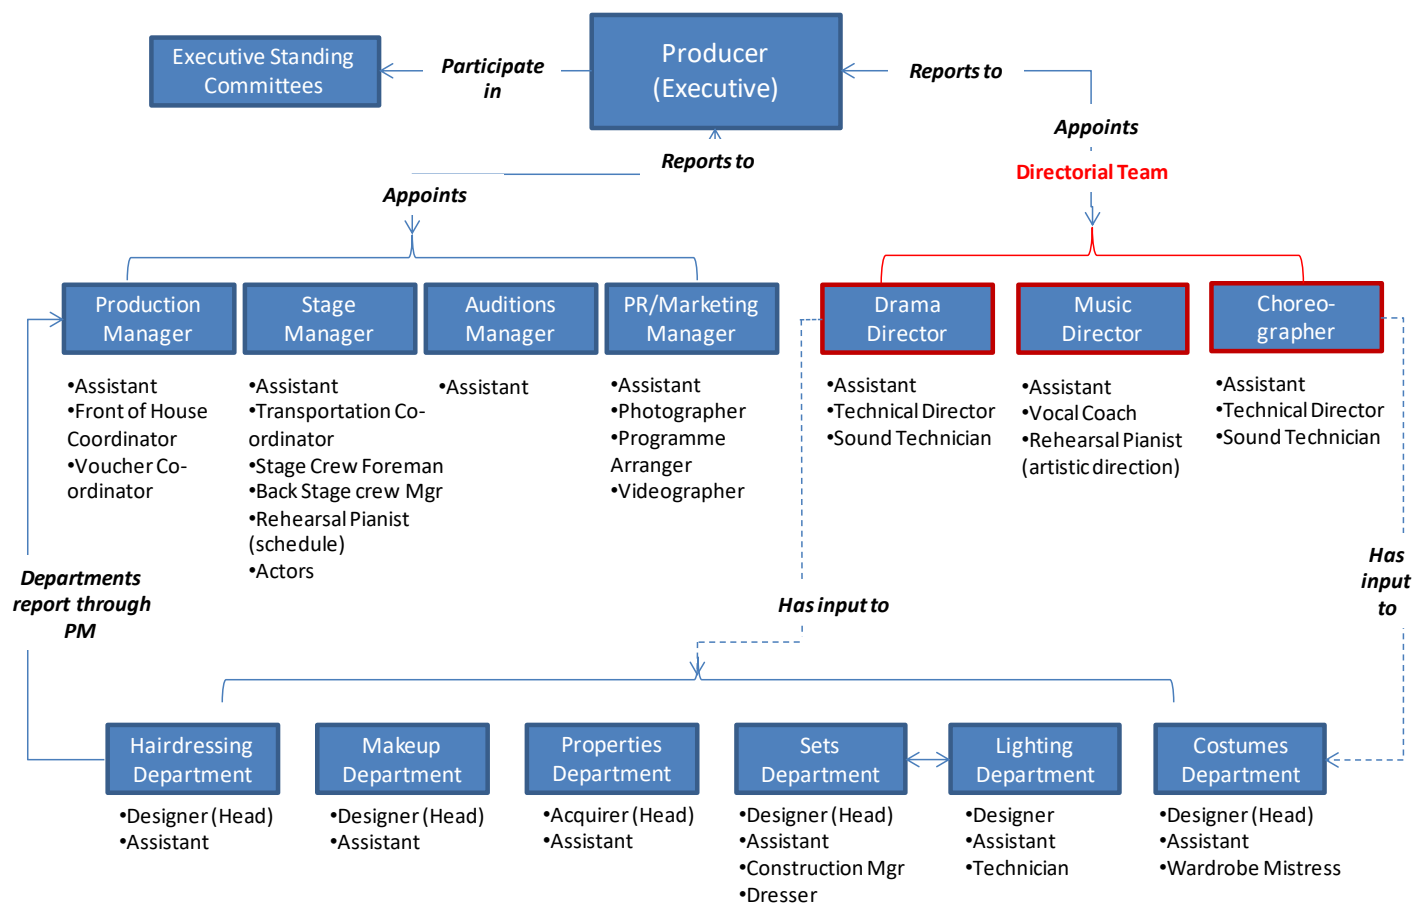 Executive Standing
Committees
Participate
in
Producer
(Executive)
Reports to
Appoints
Directorial Team
Reports to
Appoints
Production
Manager
•Assistant
•Front of House
Coordinator
•Voucher Co-
ordinator
Stage
Manager
•Assistant
•Transportation Co-
ordinator
•Stage Crew Foreman
•Back Stage crew Mgr
•Rehearsal Pianist
(schedule)
•Actors
Auditions
Manager
•Assistant
PR/Marketing
Manager
•Assistant
•Photographer
•Programme
Arranger
•Videographer
Drama
Director
•Assistant
•Technical Director
•Sound Technician
Music
Director
•Assistant
•Vocal Coach
•Rehearsal Pianist
(artistic direction)
Choreo-
grapher
•Assistant
•Technical Director
•Sound Technician
Departments
report through
PM
Has input to
Has
input
to
Hairdressing
Department
•Designer (Head)
•Assistant
Makeup
Department
•Designer (Head)
•Assistant
Properties
Department
•Acquirer (Head)
•Assistant
Sets
Department
•Designer (Head)
•Assistant
•Construction Mgr
•Dresser
Lighting
Department
•Designer
•Assistant
•Technician
Costumes
Department
•Designer (Head)
•Assistant
•Wardrobe Mistress